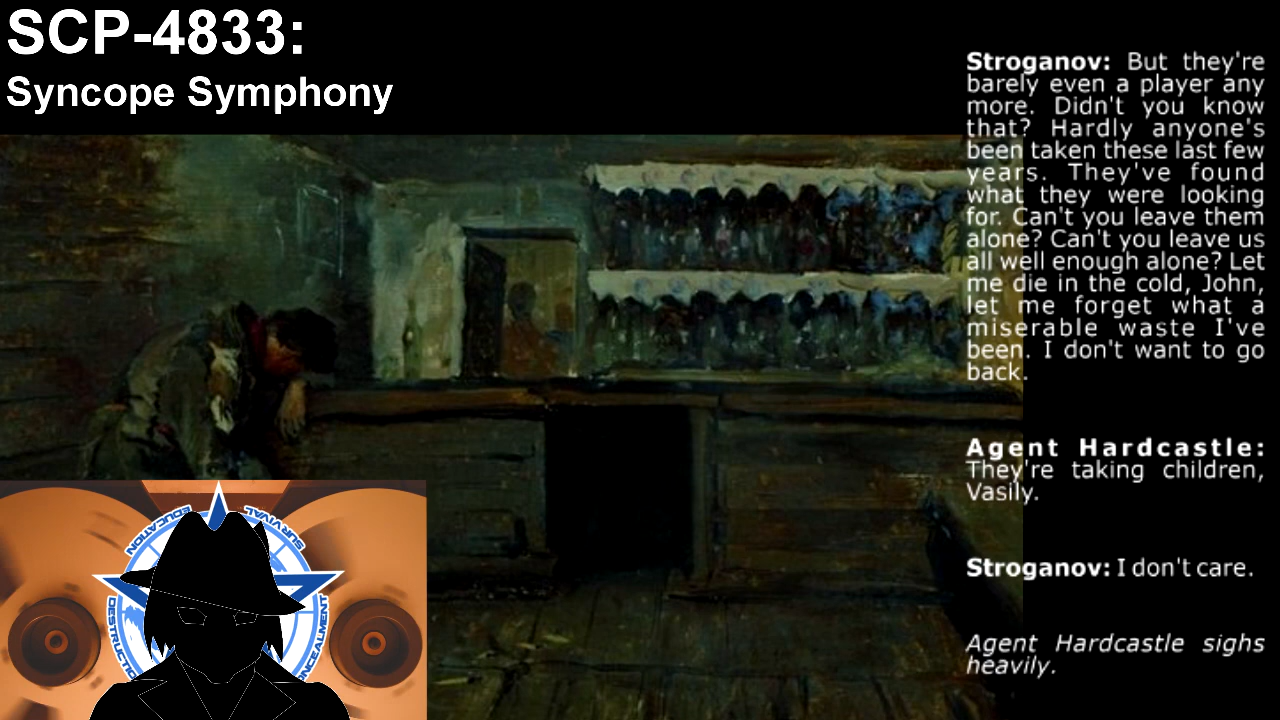 SCP-4833:
Syncope Symphony
Stroganov: But they're
barely even a player any
more. Didn't you know
that? Hardly anyone's
been taken these last few
years. They've found
what they were looking
for. Can't you leave them
alone? Can't you leave us
all well enough alone? Let
me die in the cold, John,
let me forget what a
miserable waste I've
been. I don't want to go
back.
Agent Hardcastle:
They're taking children,
Vasily.
Stroganov: I don't care.
Agent Hardcastle sighs
heavily.
EDUCATION
SURVIVAL